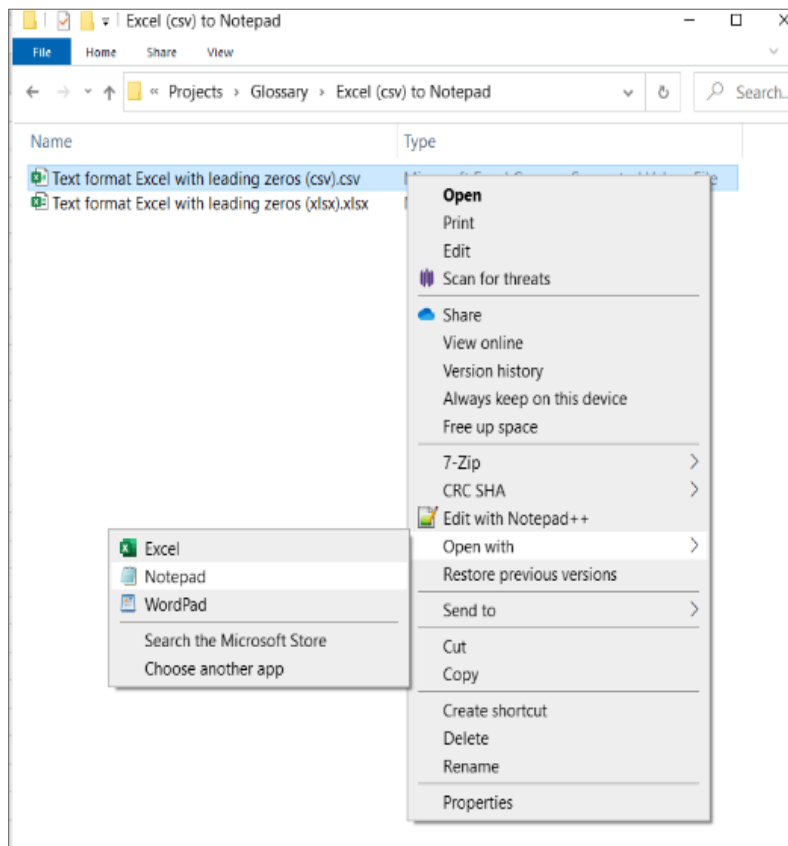 Excel (csv) to Notepad
File Home Share View
« Projects › Glossary › Excel (csv) to Notepad Search...
Name Type
Text format Excel with leading zeros (csv).csv
Text format Excel with leading zeros (xlsx).xlsx
Open
Print
Edit
Scan for threats
Share
View online
Version history
Always keep on this device
Free up space
7-Zip
CRC SHA
Edit with Notepad++
Open with
Restore previous versions
Send to
Cut
Copy
Create shortcut
Delete
Rename
Properties
Excel
Notepad
WordPad
Search the Microsoft Store
Choose another app